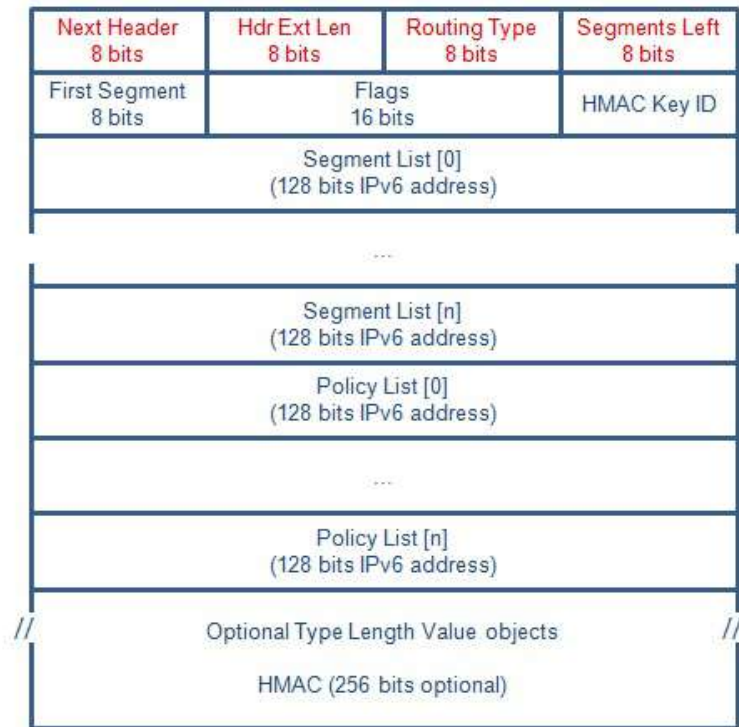 Next Header Hdr Ext Len Routing Type Segments Left
8 bits 8 bits 8 bits 8 bits
First Segment Flags HMAC Key ID
8 bits 16 bits
Segment List [0]
(128 bits IPv6 address)
...
Segment List [n]
(128 bits IPv6 address)
Policy List [0]
(128 bits IPv6 address)
...
Policy List [n]
(128 bits IPv6 address)
// Optional Type Length Value objects //
HMAC (256 bits optional)